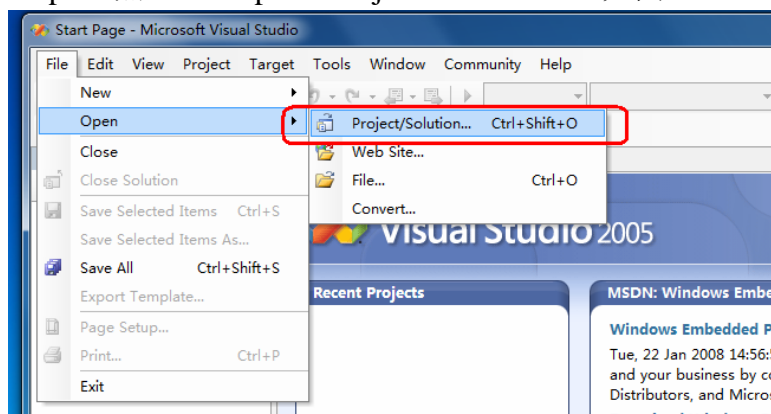 Start Page - Microsoft Visual Studio
File Edit View Project Target Tools Window Community Help
New
Open
Project/Solution... Ctrl+Shift+O
Close
Web Site...
Close Solution
File... Ctrl+O
Save Selected Items Ctrl+S
Convert...
Save Selected Items As...
Visual Studio 2005
Save All Ctrl+Shift+S
Export Template...
Recent Projects
MSDN: Windows Embe
Page Setup...
Windows Embedded P
Print... Ctrl+P
Tue, 22 Jan 2008 14:56:
and your business by c
Exit
Distributors, and Micros